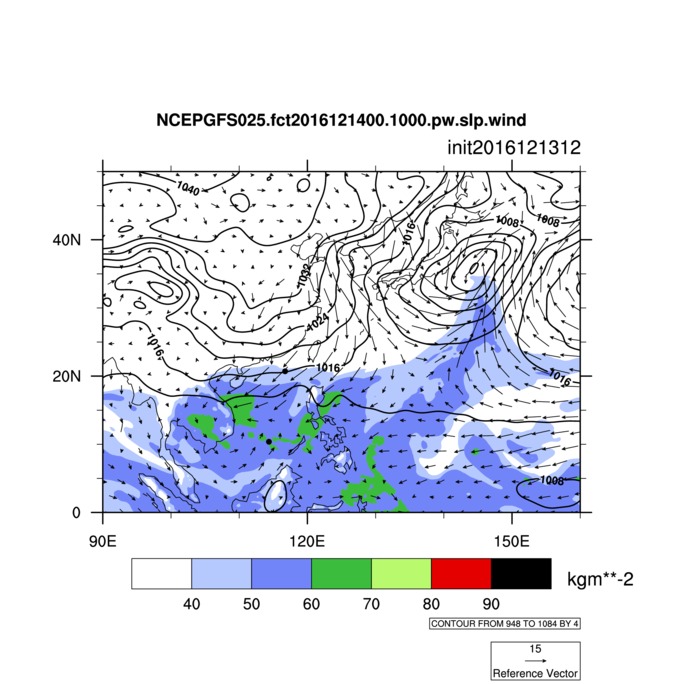 NCEPGFS025.fct2016121400.1000.pw.slp.wind
init2016121312
1040
1016
1008
1008
40N
1032
1024
1016
1016
1016
20N
1008
0
90E 120E 150E
40 50 60 70 80 90
kgm**-2
CONTOUR FROM 948 TO 1084 BY 4
15
Reference Vector